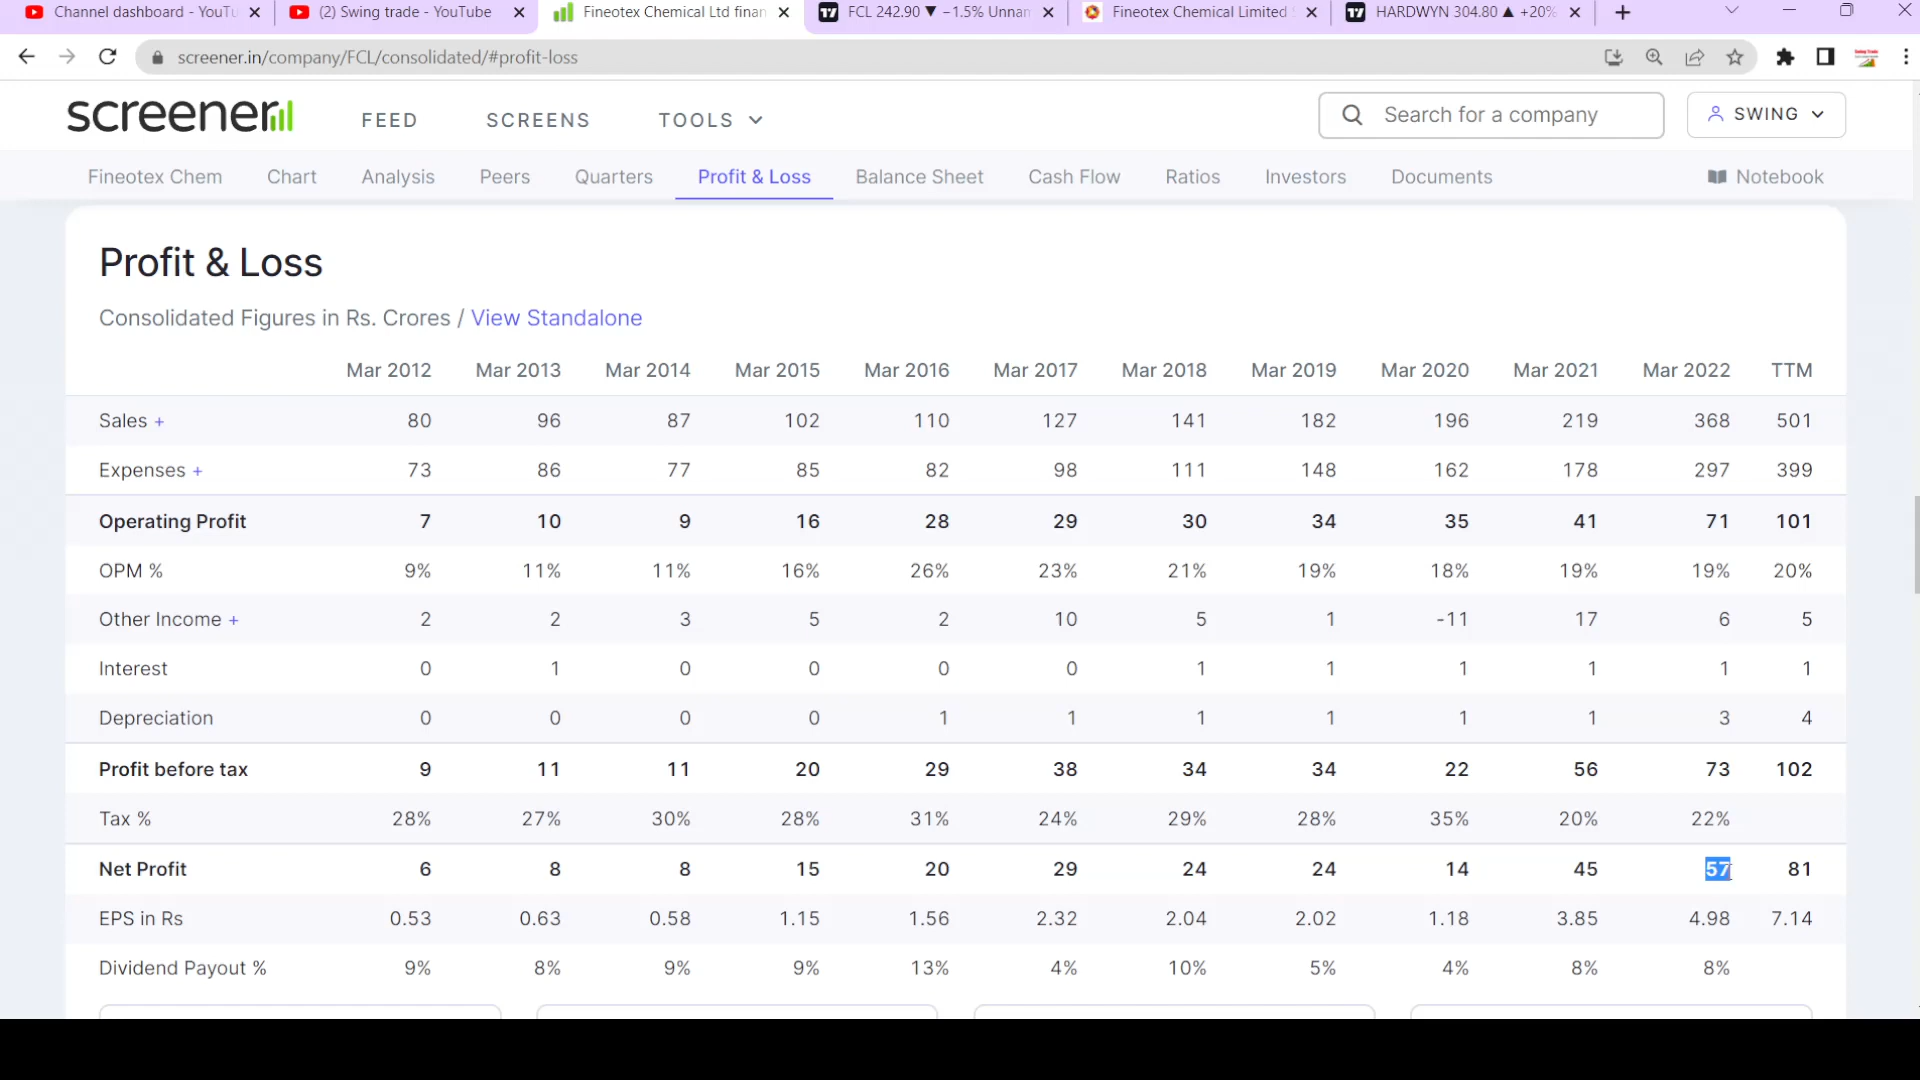 Channel dashboard - YouTu
(2) Swing trade - YouTube
Fineotex Chemical Ltd finan
FCL 242.90 ▼ −1.5% Unnam
Fineotex Chemical Limited
HARDWYN 304.80 ▲ +20%
screener.in/company/FCL/consolidated/#profit-loss
screener FEED SCREENS TOOLS Search for a company SWING
Fineotex Chem Chart Analysis Peers Quarters Profit & Loss Balance Sheet Cash Flow Ratios Investors Documents Notebook
Profit & Loss
Consolidated Figures in Rs. Crores / View Standalone
Mar 2012 Mar 2013 Mar 2014 Mar 2015 Mar 2016 Mar 2017 Mar 2018 Mar 2019 Mar 2020 Mar 2021 Mar 2022 TTM
Sales + 80 96 87 102 110 127 141 182 196 219 368 501
Expenses + 73 86 77 85 82 98 111 148 162 178 297 399
Operating Profit 7 10 9 16 28 29 30 34 35 41 71 101
OPM % 9% 11% 11% 16% 26% 23% 21% 19% 18% 19% 19% 20%
Other Income + 2 2 3 5 2 10 5 1 -11 17 6 5
Interest 0 1 0 0 0 0 1 1 1 1 1 1
Depreciation 0 0 0 0 1 1 1 1 1 1 3 4
Profit before tax 9 11 11 20 29 38 34 34 22 56 73 102
Tax % 28% 27% 30% 28% 31% 24% 29% 28% 35% 20% 22%
Net Profit 6 8 8 15 20 29 24 24 14 45 57 81
EPS in Rs 0.53 0.63 0.58 1.15 1.56 2.32 2.04 2.02 1.18 3.85 4.98 7.14
Dividend Payout % 9% 8% 9% 9% 13% 4% 10% 5% 4% 8% 8%